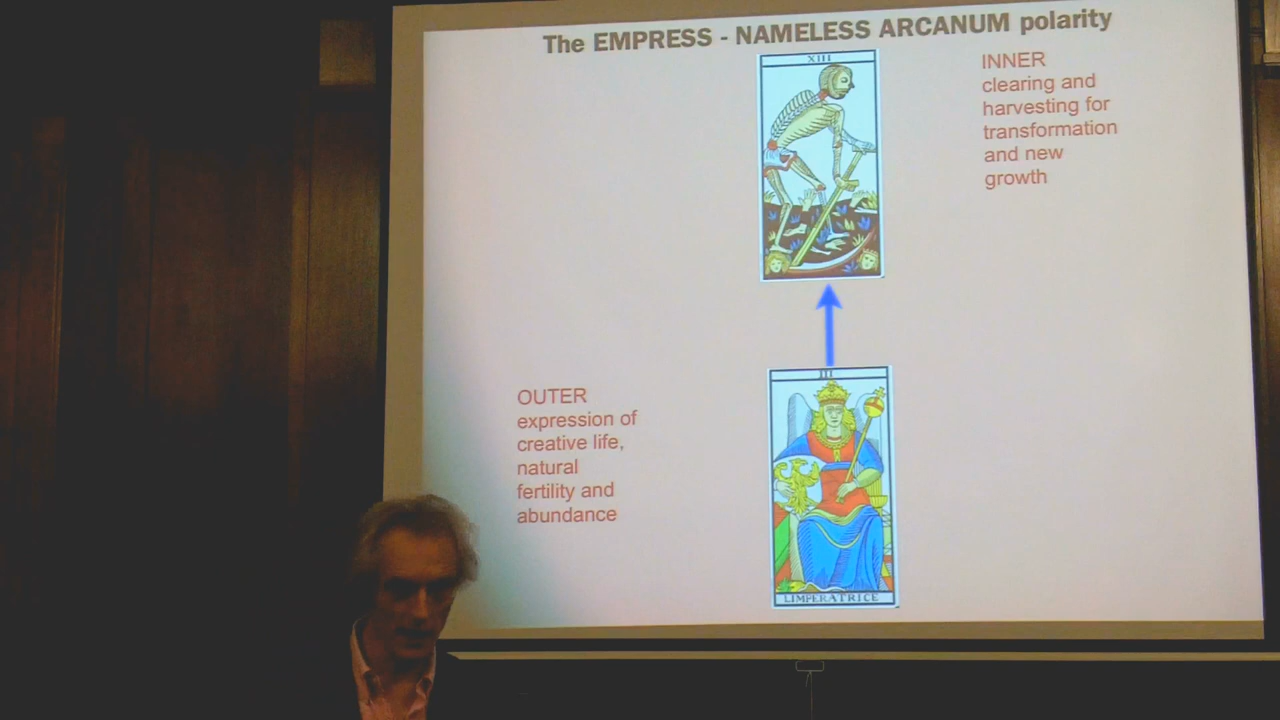 The EMPRESS - NAMELESS ARCANUM polarity
XIII
INNER
clearing and
harvesting for
transformation
and new
growth
OUTER
expression of
creative life,
natural
fertility and
abundance
III
LIMPERATRICE